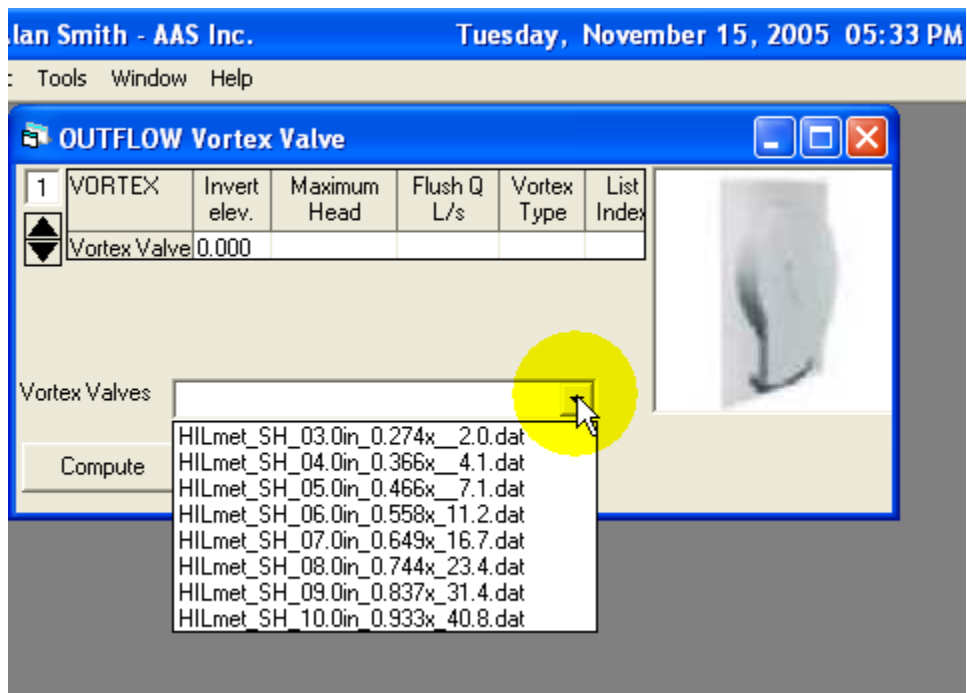 lan Smith - AAS Inc. Tuesday, November 15, 2005 05:33 PM
Tools Window Help
OUTFLOW Vortex Valve
1 VORTEX Invert elev. Maximum Head Flush Q L/s Vortex Type List Index
Vortex Valve 0.000
Vortex Valves
HILmet_SH_03.0in_0.274x__2.0.dat
HILmet_SH_04.0in_0.366x__4.1.dat
Compute
HILmet_SH_05.0in_0.466x__7.1.dat
HILmet_SH_06.0in_0.558x_11.2.dat
HILmet_SH_07.0in_0.649x_16.7.dat
HILmet_SH_08.0in_0.744x_23.4.dat
HILmet_SH_09.0in_0.837x_31.4.dat
HILmet_SH_10.0in_0.933x_40.8.dat